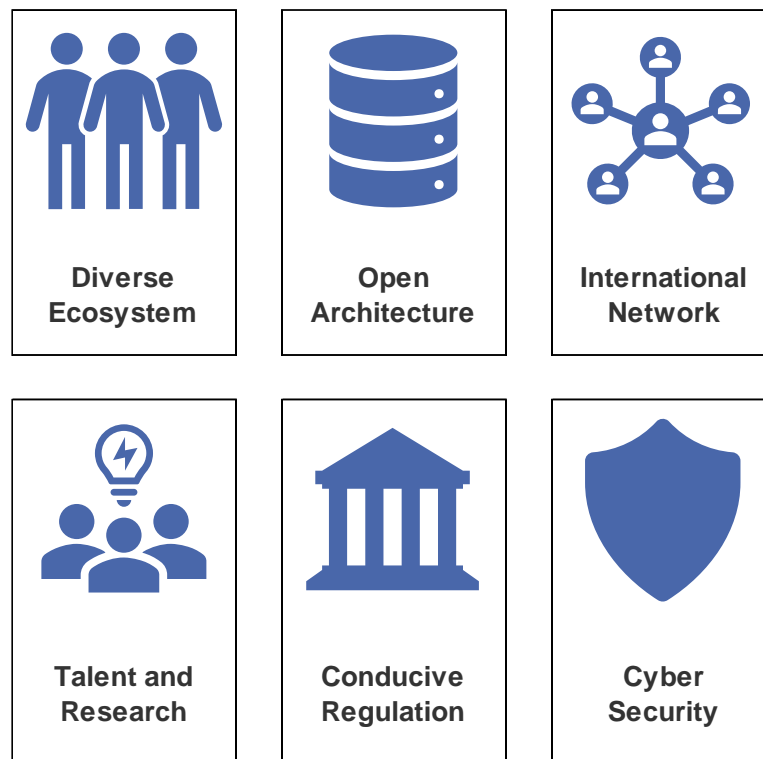 Diverse
Ecosystem
Open
Architecture
International
Network
Talent and
Research
Conducive
Regulation
Cyber
Security